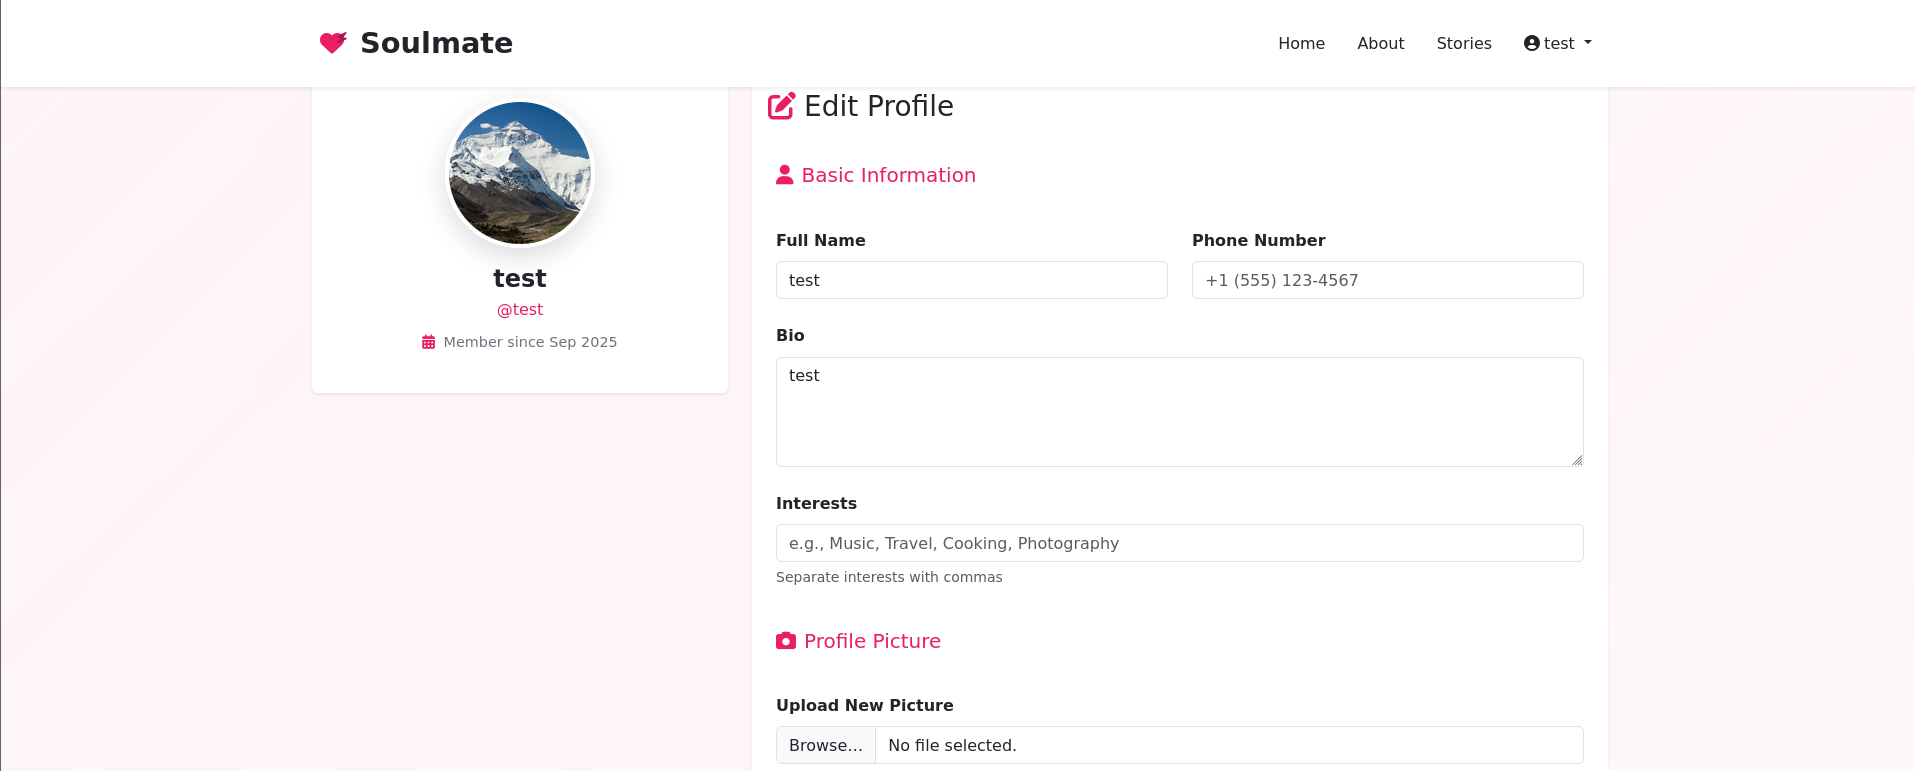 Soulmate
Home About Stories test
test
@test
Member since Sep 2025
Edit Profile
Basic Information
Full Name Phone Number
test +1 (555) 123-4567
Bio
test
Interests
e.g., Music, Travel, Cooking, Photography
Separate interests with commas
Profile Picture
Upload New Picture
Browse... No file selected.